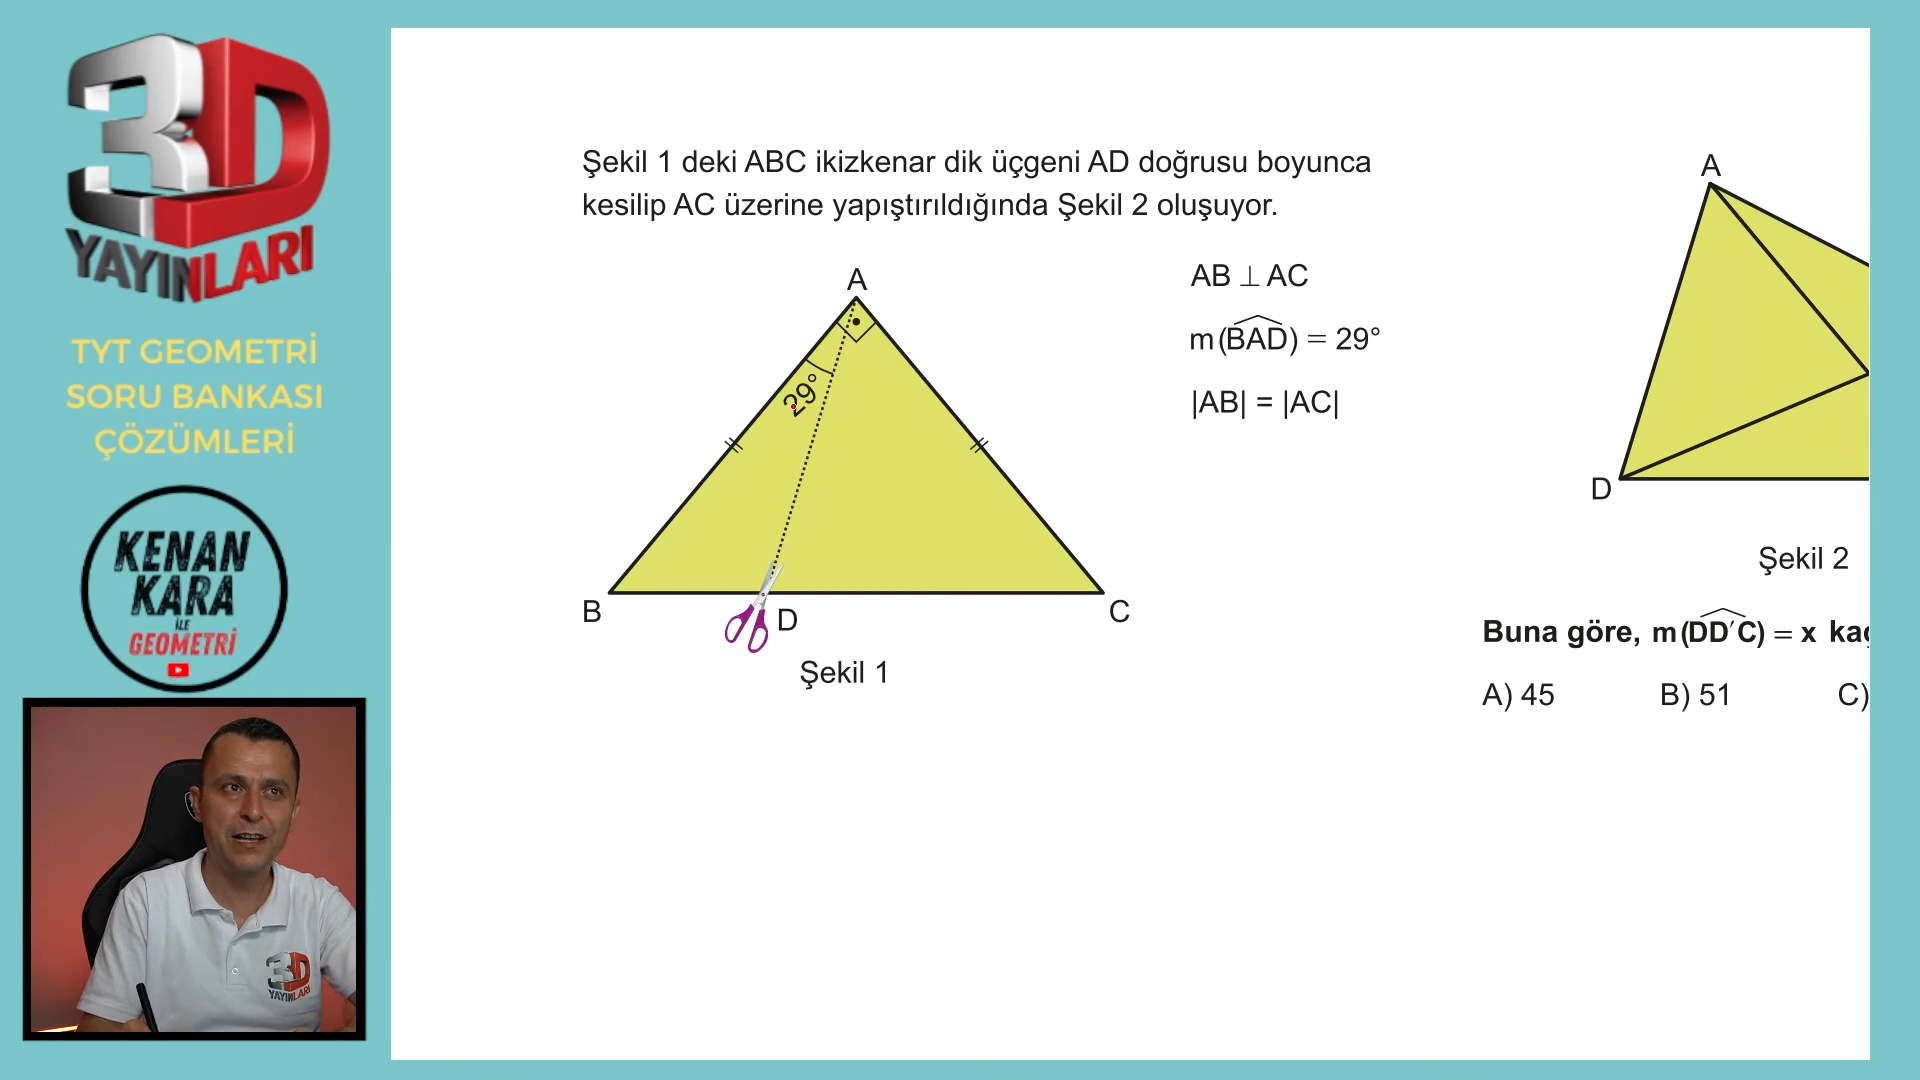 3D
YAYINLARI
TYT GEOMETRİ
SORU BANKASI
ÇÖZÜMLERİ
KENAN
KARA
İLE
GEOMETRİ
3D
YAYINLARI
Şekil 1 deki ABC ikizkenar dik üçgeni AD doğrusu boyunca
kesilip AC üzerine yapıştırıldığında Şekil 2 oluşuyor.
A
29°
B
D
C
Şekil 1
AB ⊥ AC
m(BAD) = 29°
|AB| = |AC|
A
D
Şekil 2
Buna göre, m(DD′C) = x
A) 45
B) 51
C)